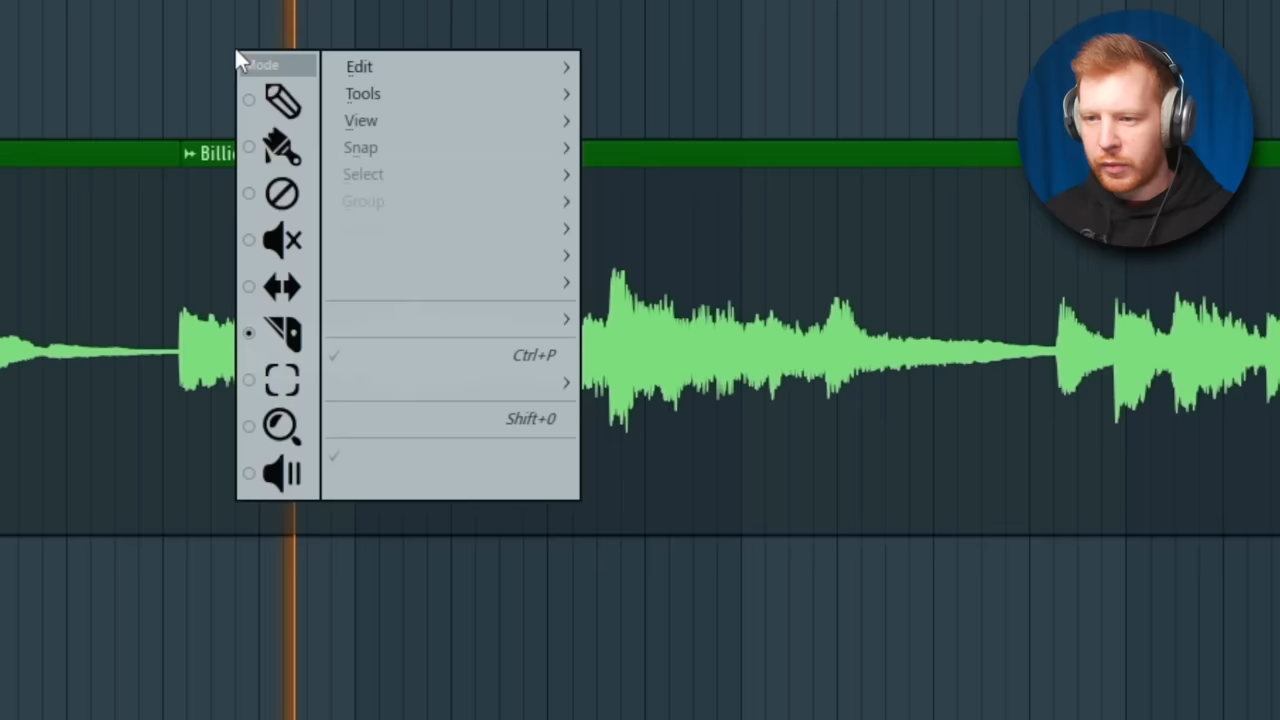 Mode
Edit
Tools
View
Snap
Select
Group
Billi
Ctrl+P
Shift+0